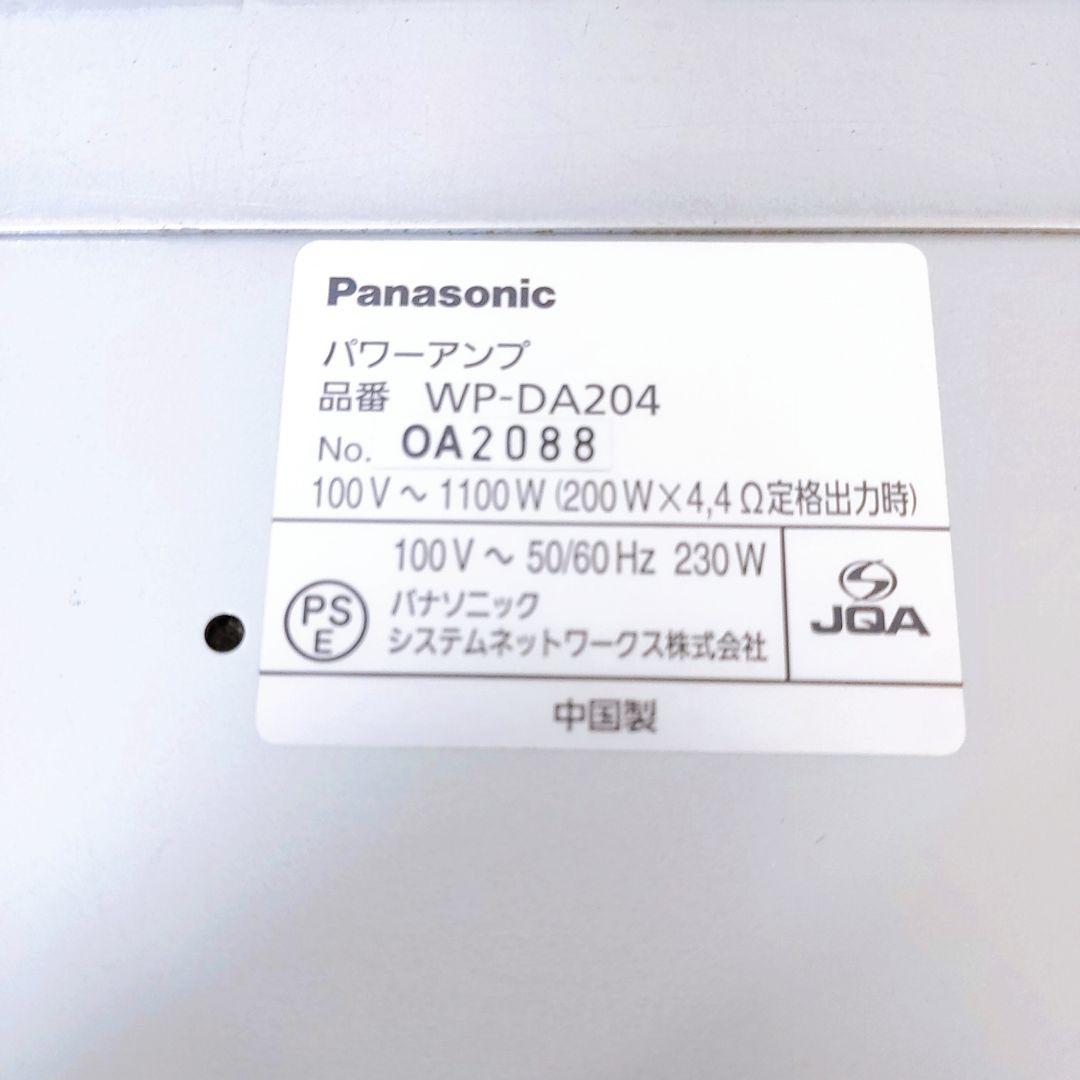 Panasonic
パワーアンプ
品番 WP-DA204
No. OA2088
100V～1100W(200W×4,4Ω定格出力時)
100V～50/60Hz 230W
PS
E
パナソニック
システムネットワークス株式会社
JQA
中国製